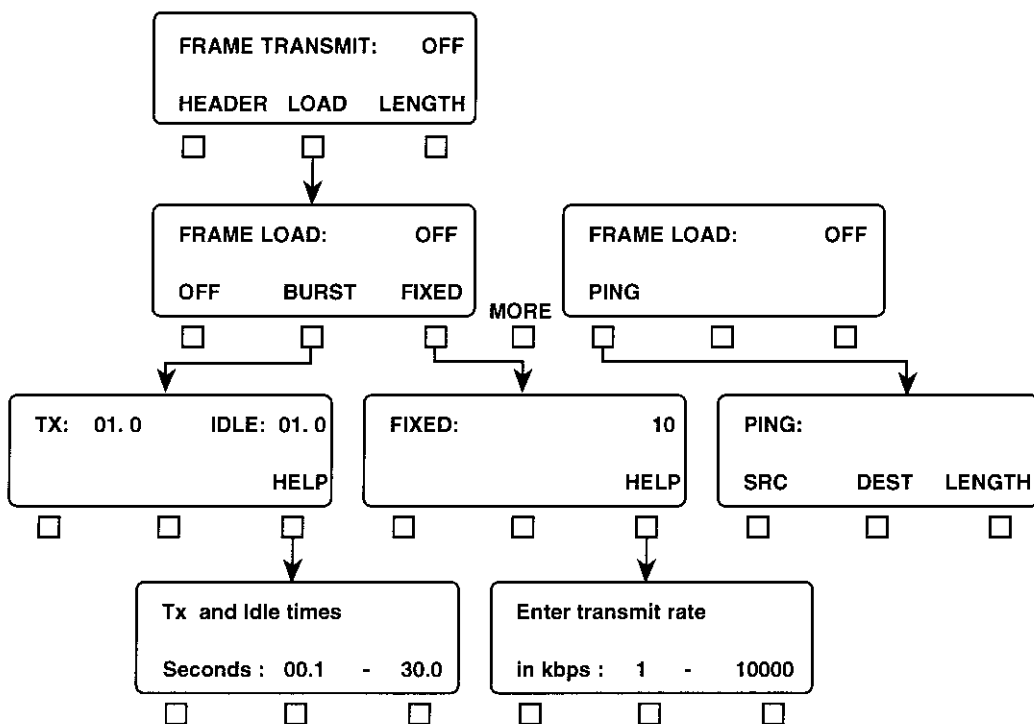 FRAME TRANSMIT: OFF
HEADER LOAD LENGTH
FRAME LOAD: OFF
OFF BURST FIXED
MORE
FRAME LOAD: OFF
PING
TX: 01. 0 IDLE: 01. 0
HELP
FIXED: 10
HELP
PING:
SRC DEST LENGTH
Tx and Idle times
Seconds : 00.1 - 30.0
Enter transmit rate
in kbps : 1 - 10000